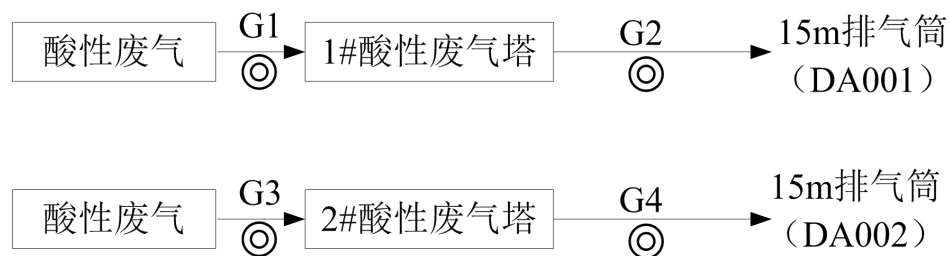 酸性废气
G1
1#酸性废气塔
G2
15m排气筒
（DA001）
酸性废气
G3
2#酸性废气塔
G4
15m排气筒
（DA002）